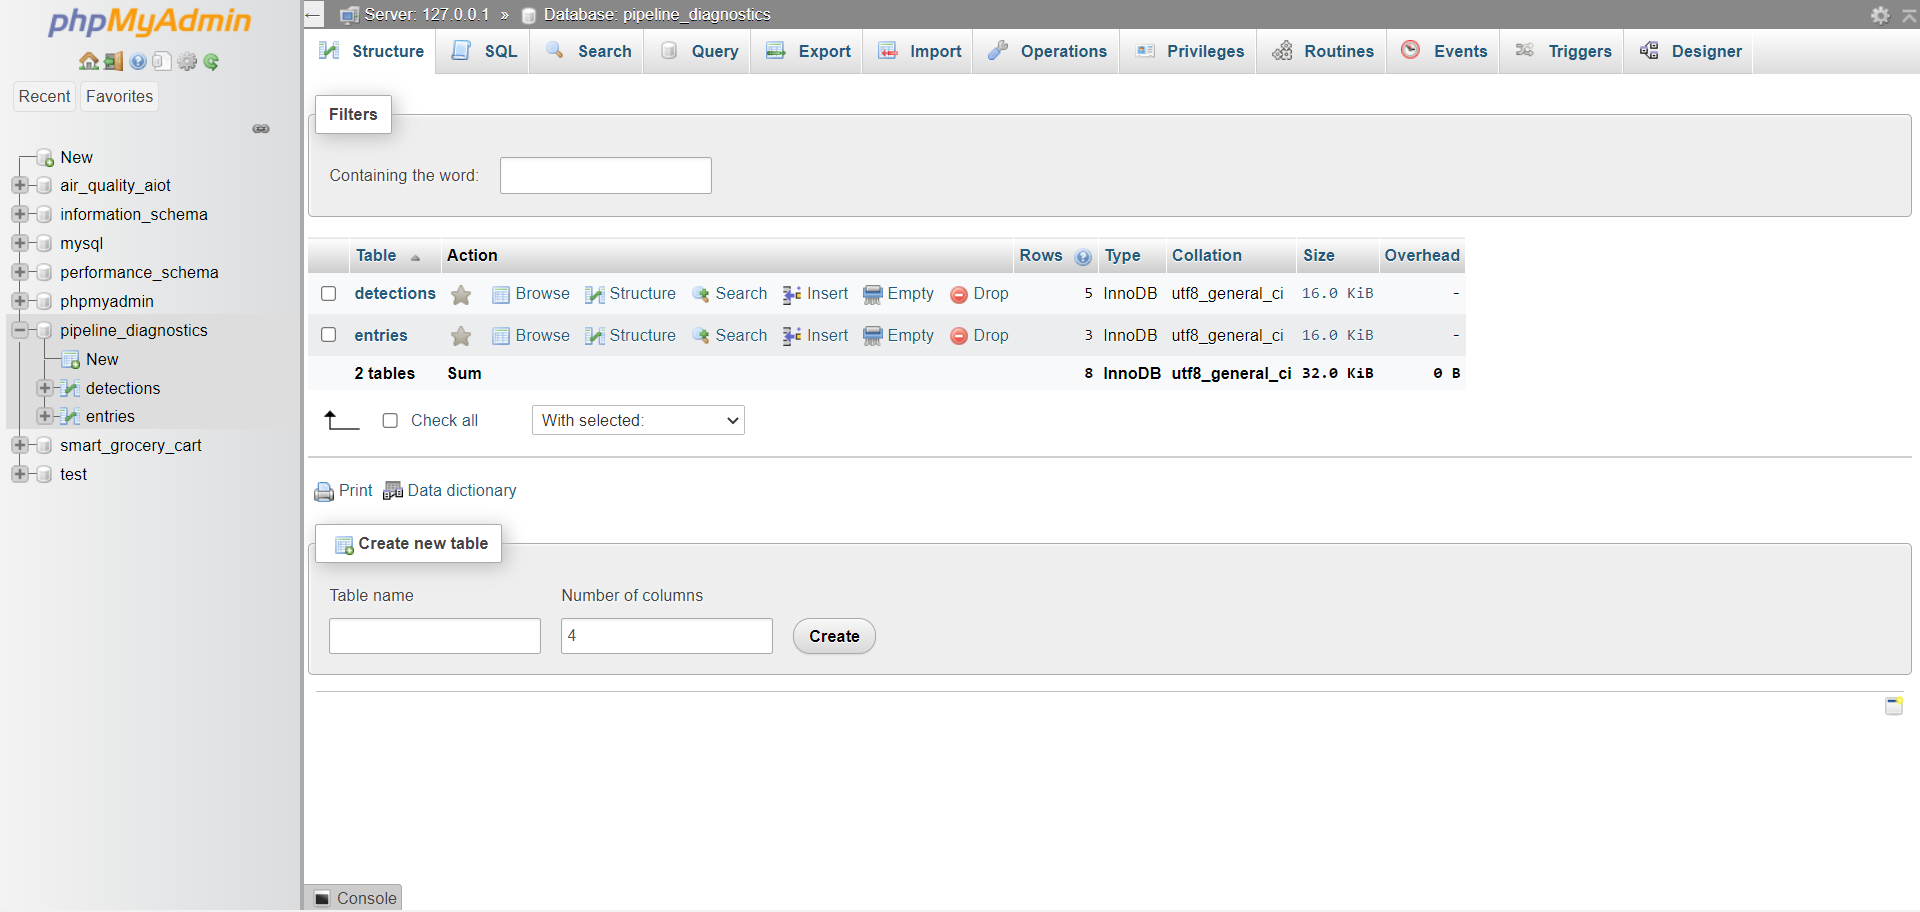 phpMyAdmin
Recent Favorites
New
air_quality_aiot
information_schema
mysql
performance_schema
phpmyadmin
pipeline_diagnostics
New
detections
entries
smart_grocery_cart
test
← Server: 127.0.0.1 » Database: pipeline_diagnostics
Structure SQL Search Query Export Import Operations Privileges Routines Events Triggers Designer
Filters
Containing the word:
Table Action Rows Type Collation Size Overhead
detections Browse Structure Search Insert Empty Drop 5 InnoDB utf8_general_ci 16.0 KiB -
entries Browse Structure Search Insert Empty Drop 3 InnoDB utf8_general_ci 16.0 KiB -
2 tables Sum 8 InnoDB utf8_general_ci 32.0 KiB 0 B
Check all With selected:
Print Data dictionary
Create new table
Table name Number of columns
4 Create
Console